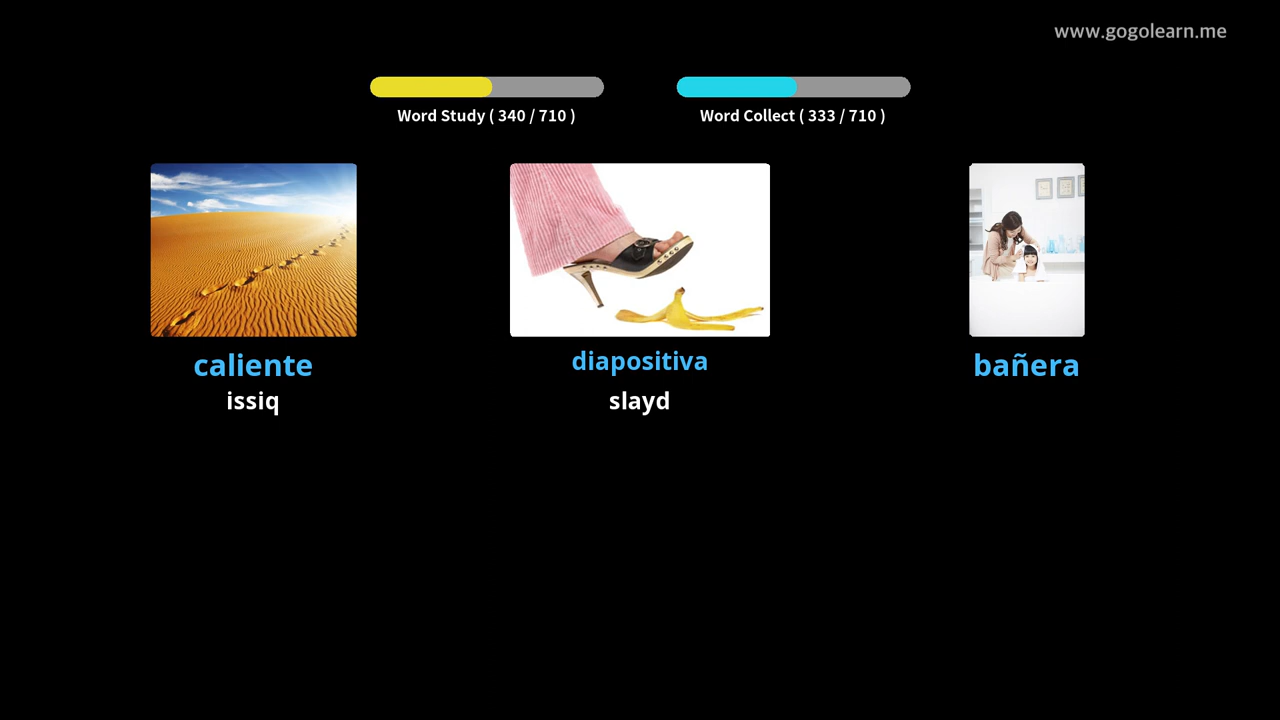 www.gogolearn.me
Word Study ( 340 / 710 )
Word Collect ( 333 / 710 )
caliente
issiq
diapositiva
slayd
bañera